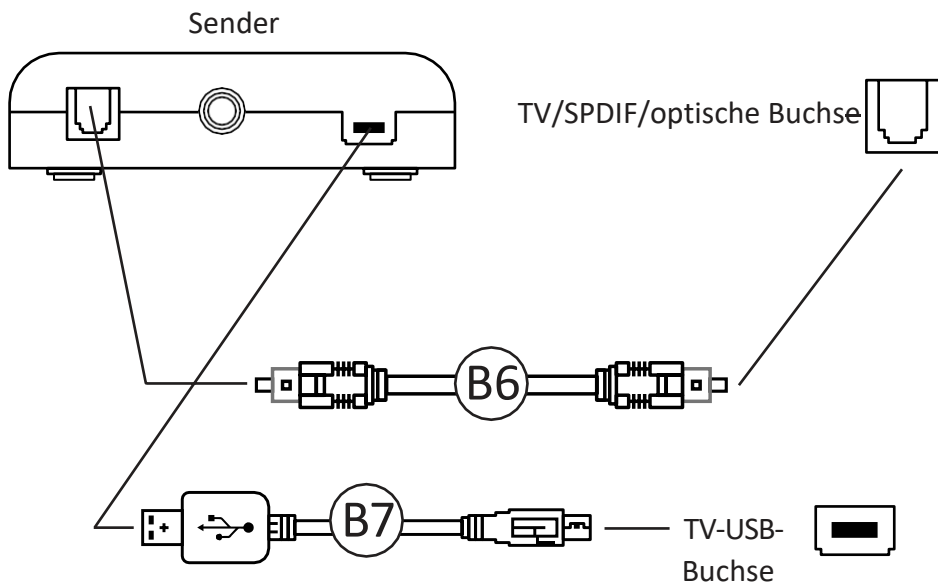 Sender
TV/SPDIF/optische Buchse
B6
B7
TV-USB-
Buchse